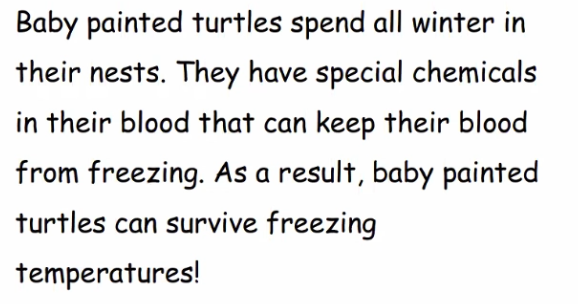 Baby painted turtles spend all winter in
their nests. They have special chemicals
in their blood that can keep their blood
from freezing. As a result, baby painted
turtles can survive freezing
temperatures!